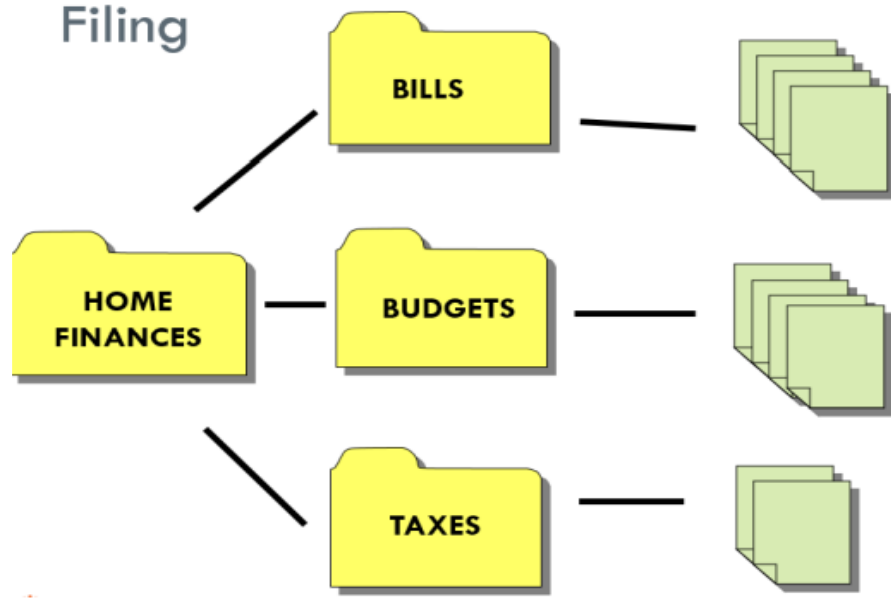 Filing
BILLS
HOME
FINANCES
BUDGETS
TAXES